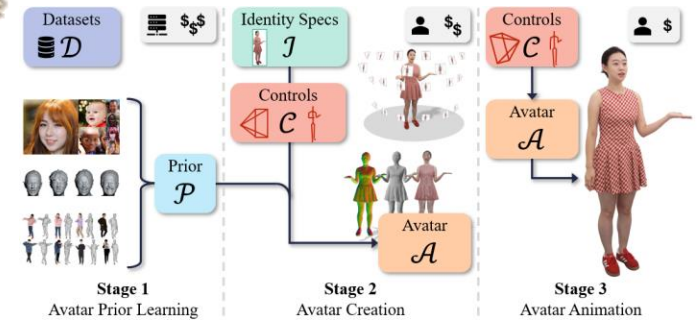 Datasets
𝒟
$$$
Prior
𝒫
Stage 1
Avatar Prior Learning
Identity Specs
ℐ
$$
Controls
𝒞
Avatar
𝒜
Stage 2
Avatar Creation
Controls
𝒞
$
Avatar
𝒜
Stage 3
Avatar Animation